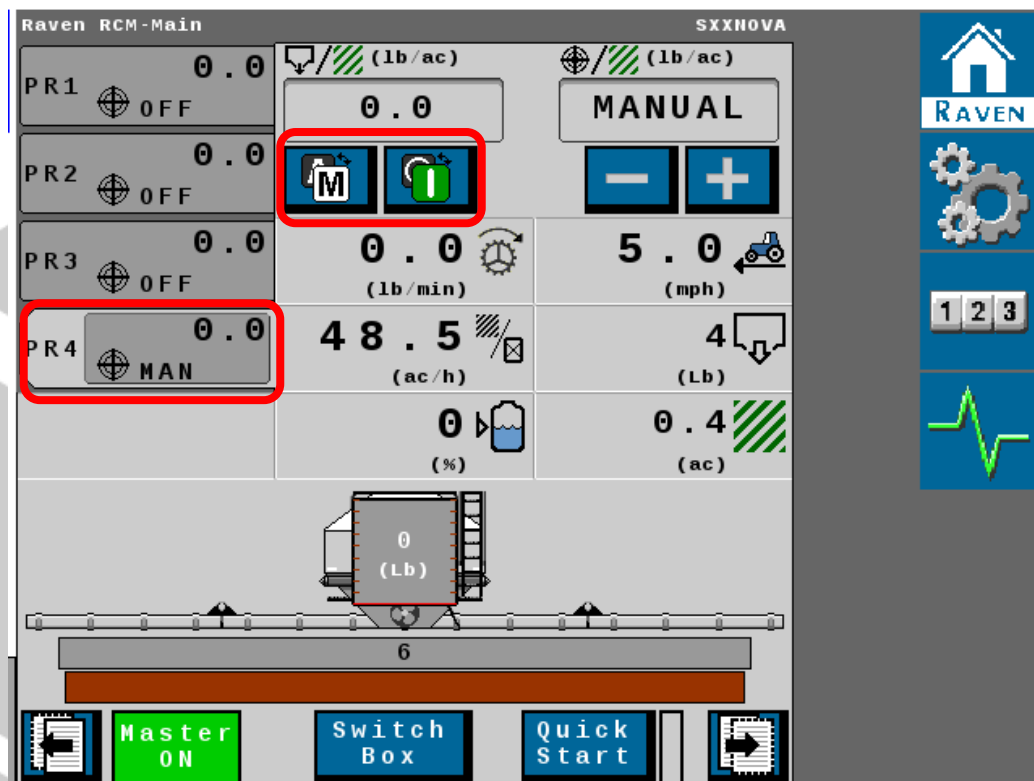 Raven RCM-Main SXXNOVA
PR1 0.0
OFF
PR2 0.0
OFF
PR3 0.0
OFF
PR4 0.0
MAN
(lb/ac)
0.0
A M
O I
(lb/ac)
MANUAL
− +
0.0
(lb/min)
5.0
(mph)
48.5
(ac/h)
4
(Lb)
0
(%)
0.4
(ac)
0
(Lb)
6
Master
ON
Switch
Box
Quick
Start
RAVEN
1 2 3